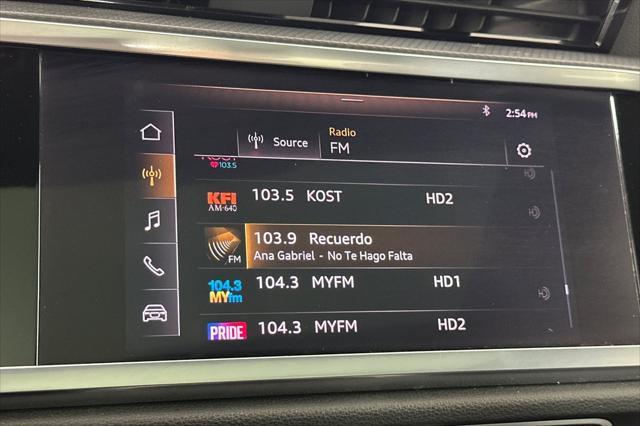 2:54 PM
Source
Radio
FM
103.5
KFI
AM-640
103.5 KOST HD2
FM
103.9 Recuerdo
Ana Gabriel - No Te Hago Falta
104.3
MYfm
104.3 MYFM HD1
PRIDE
104.3 MYFM HD2